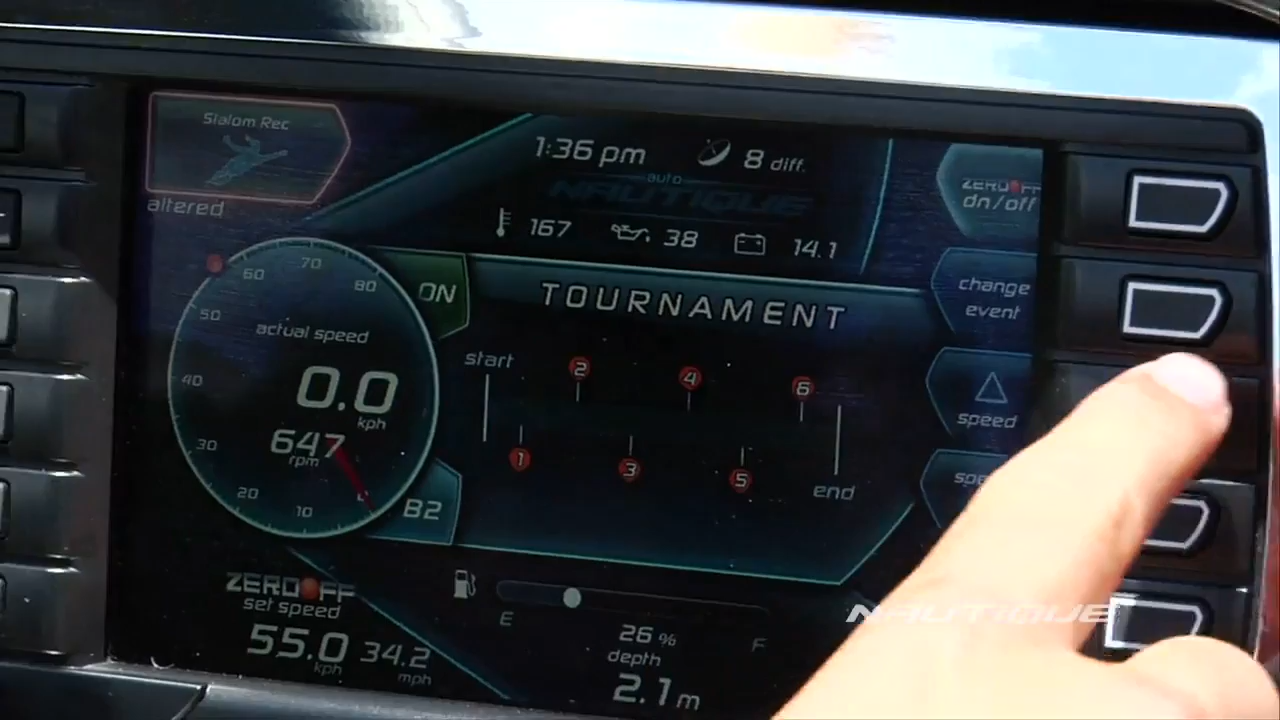 Slalom Rec
altered
1:36 pm
8 diff.
auto
NAUTIQUE
167
38
14.1
ZERO OFF
on/off
change
event
speed
ON
TOURNAMENT
start
2
4
6
1
3
5
end
10
20
30
40
50
60
70
80
actual speed
0.0
kph
647
rpm
B2
ZERO OFF
set speed
55.0
kph
34.2
mph
E
F
26 %
depth
2.1 m
NAUTIQUE